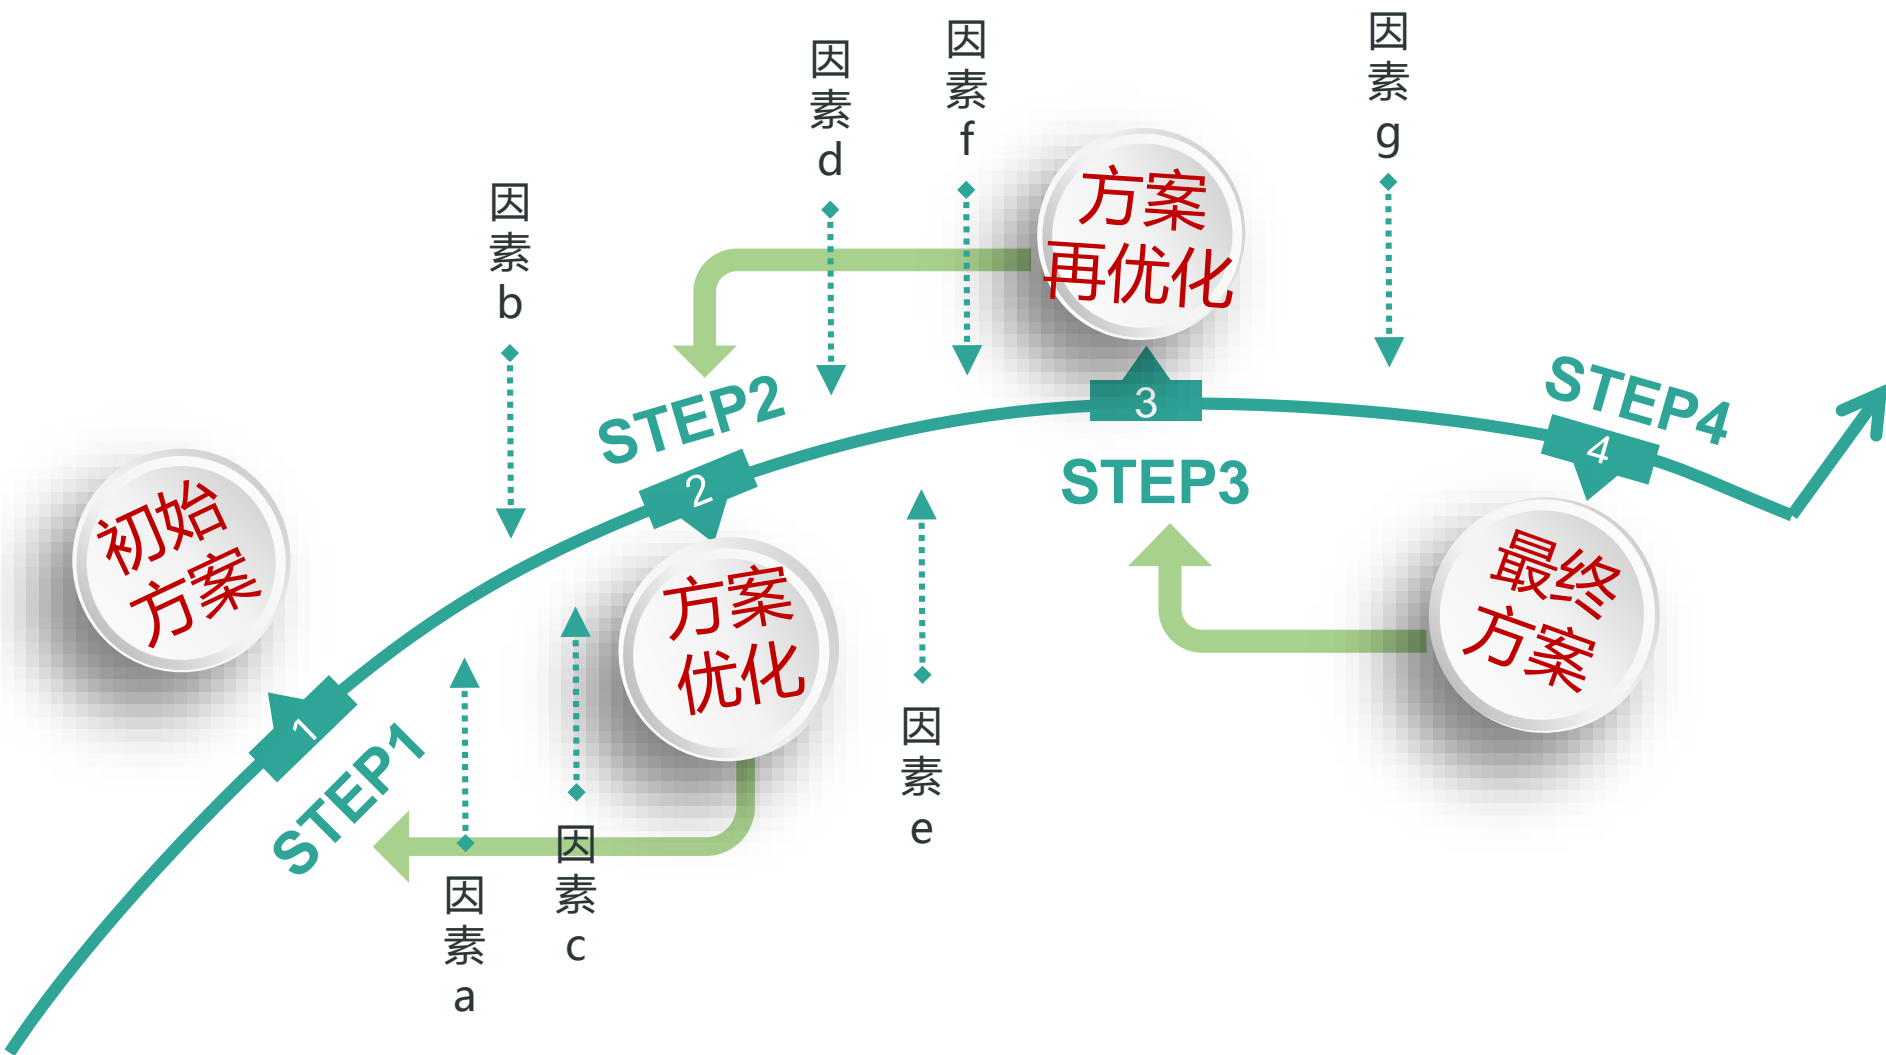 初始
方案
1
STEP1
因素a
因素b
因素c
STEP2
2
方案
优化
因素d
因素e
因素f
方案
再优化
3
STEP3
因素g
STEP4
4
最终
方案